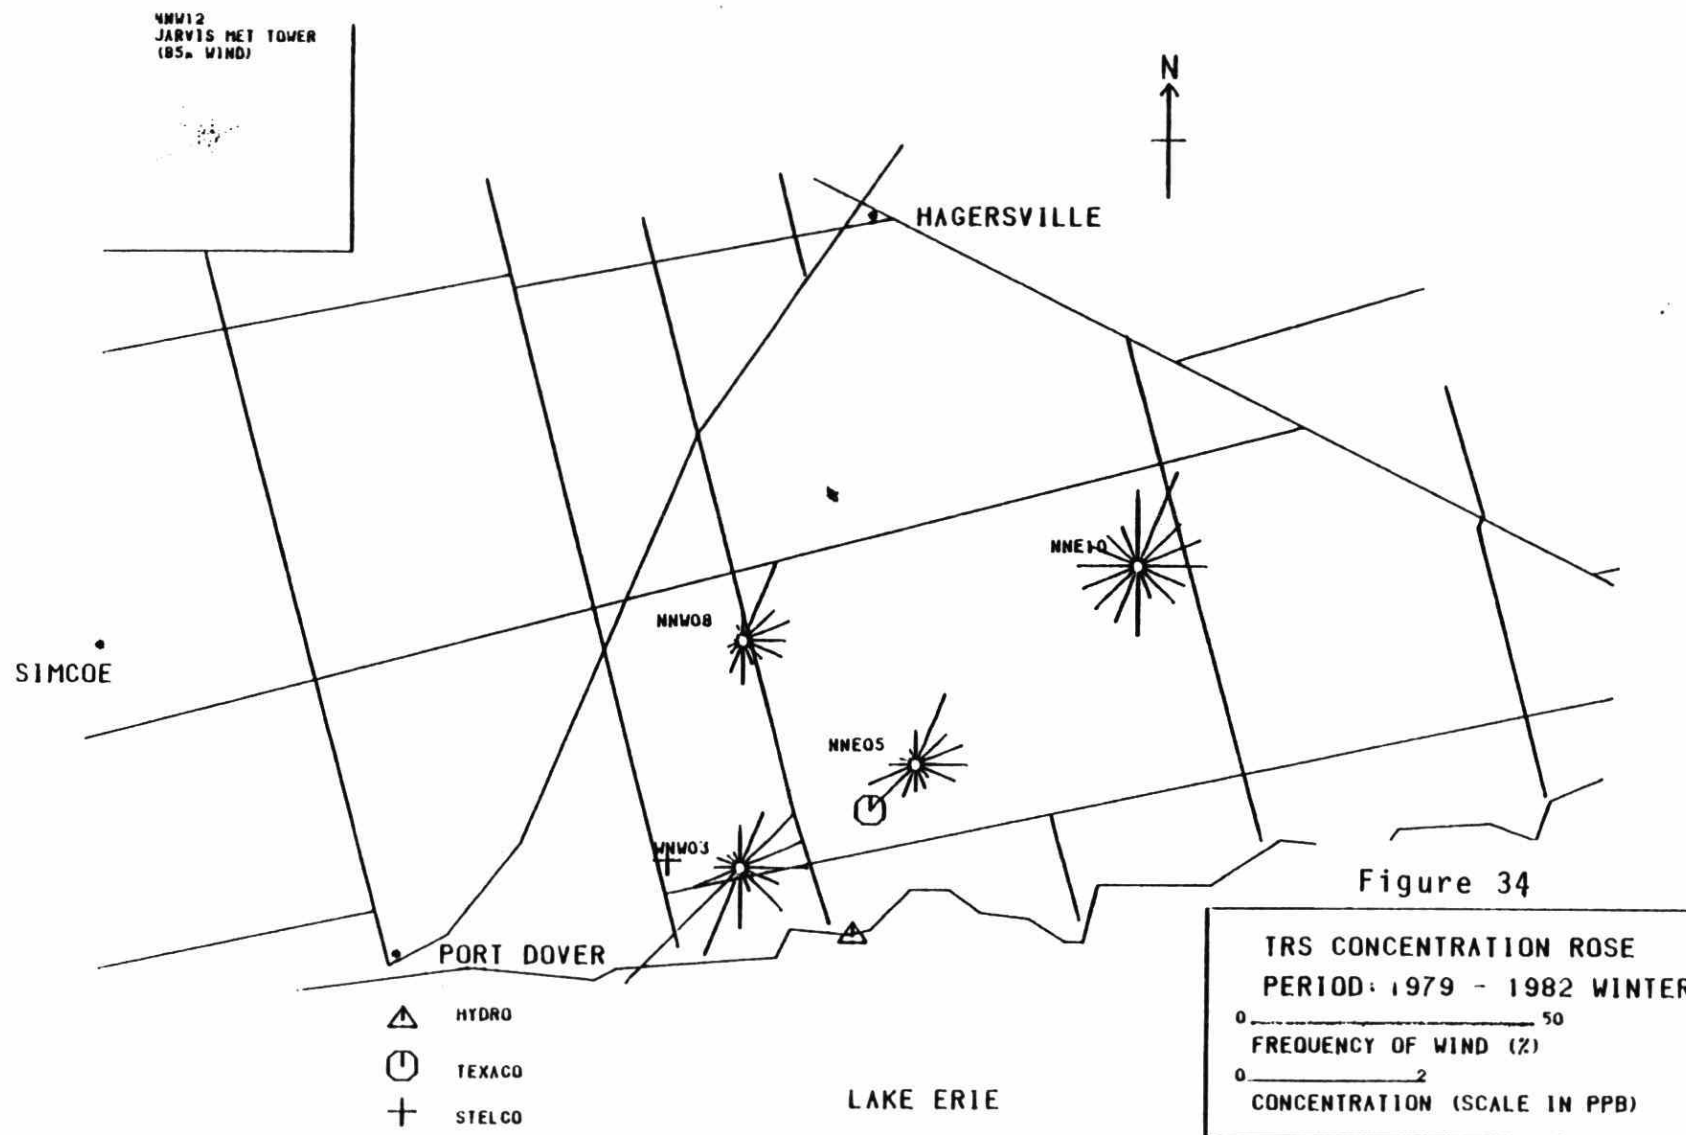 NNW12
JARVIS MET TOWER
(85m WIND)
N
HAGERSVILLE
NNE10
NNW08
SIMCOE
NNE05
WNW03
PORT DOVER
HYDRO
TEXACO
STELCO
LAKE ERIE
Figure 34
TRS CONCENTRATION ROSE
PERIOD: 1979 - 1982 WINTER
0 50
FREQUENCY OF WIND (%)
0 2
CONCENTRATION (SCALE IN PPB)